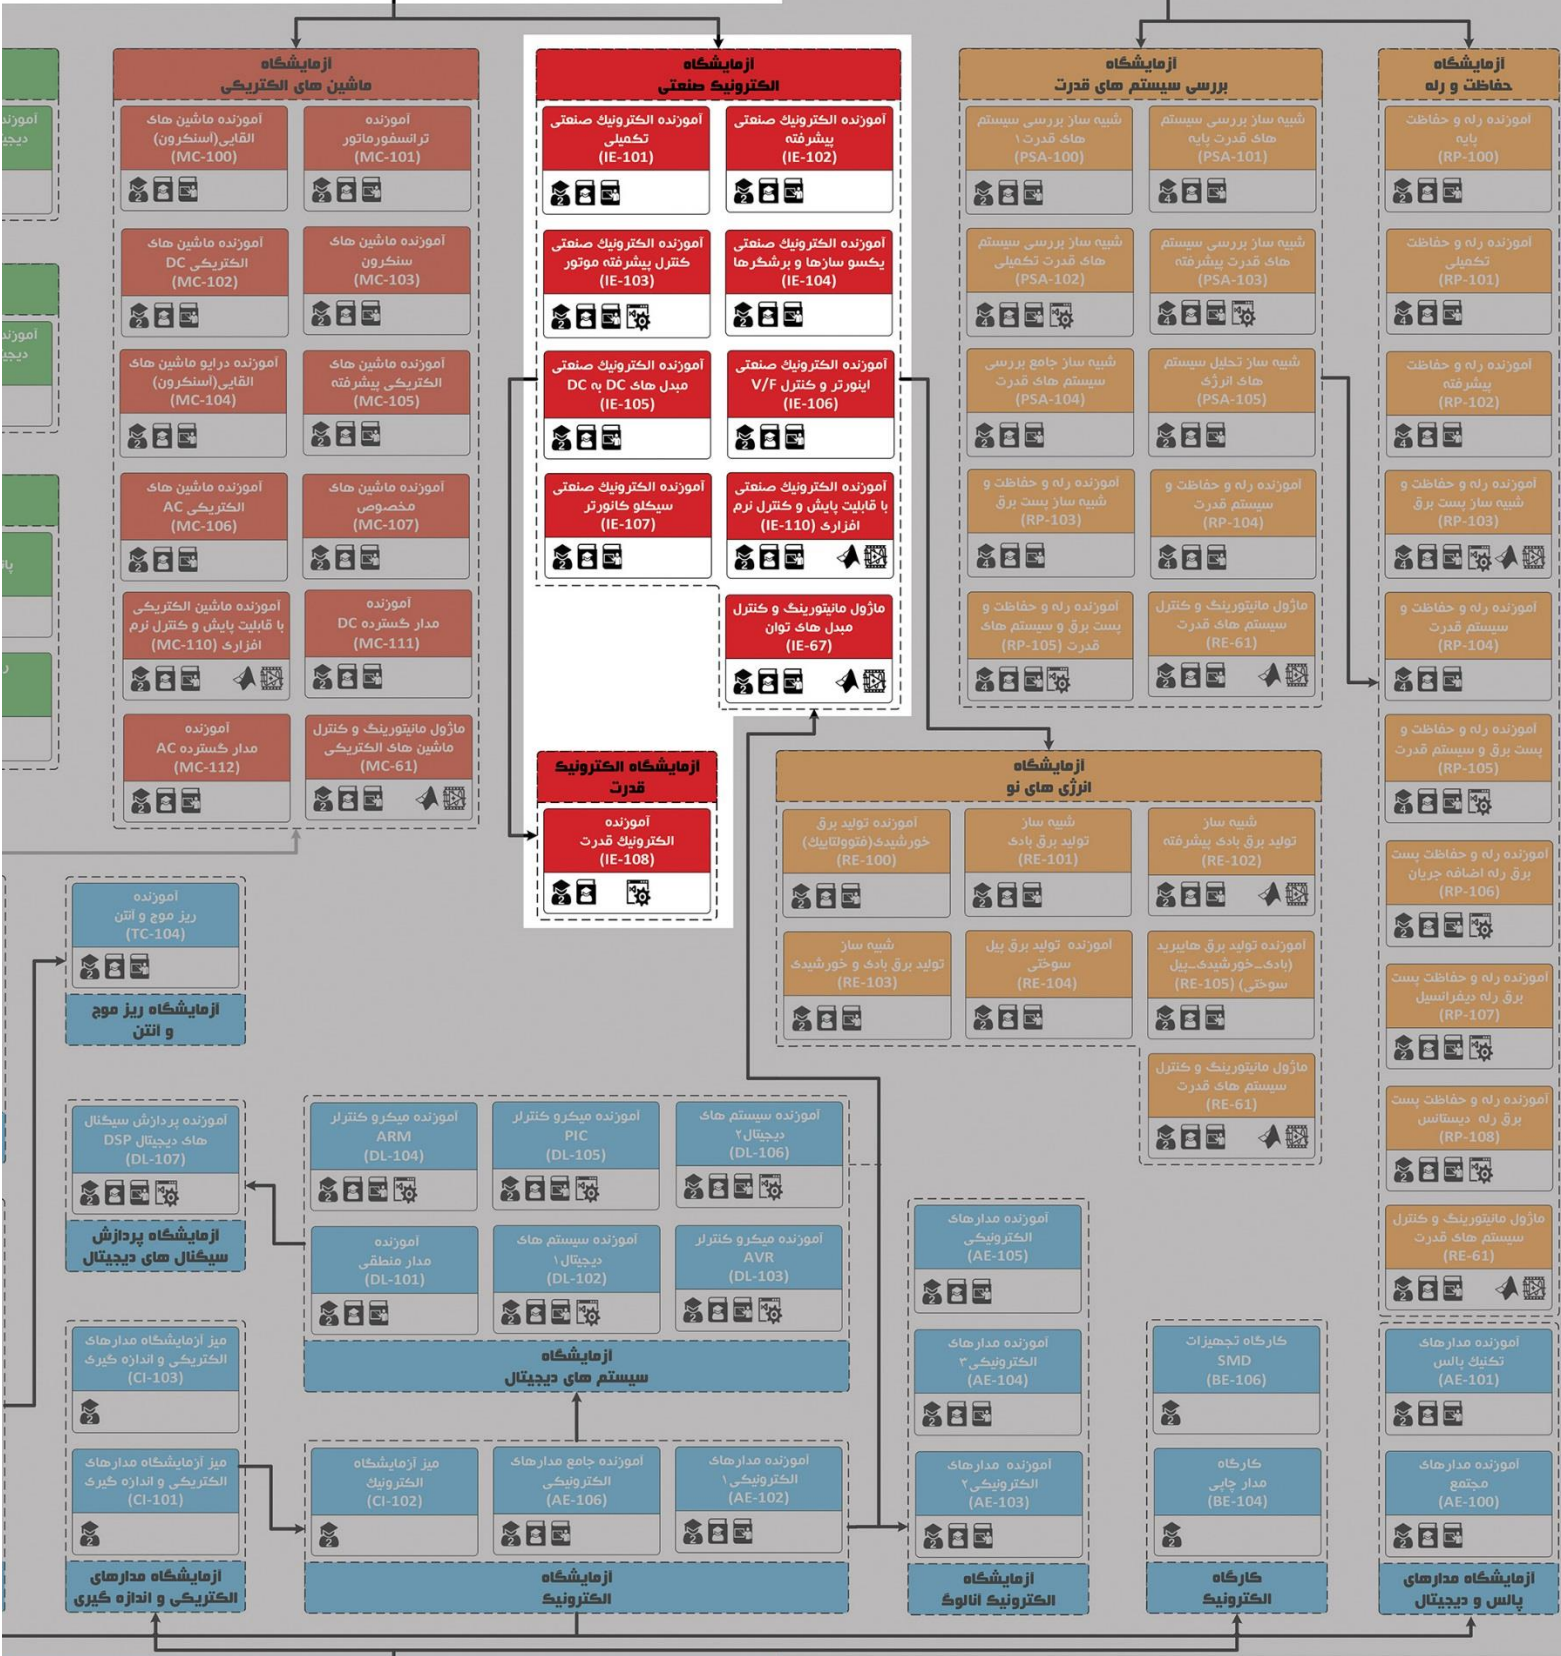 آزمایشگاه
حفاظت و رله
آموزنده رله و حفاظت
پایه
(RP-100)
آموزنده رله و حفاظت
تکمیلی
(RP-101)
آموزنده رله و حفاظت
پیشرفته
(RP-102)
آموزنده رله و حفاظت و
شبیه ساز پست برق
(RP-103)
آموزنده رله و حفاظت و
سیستم قدرت
(RP-104)
آموزنده رله و حفاظت و
پست برق و سیستم قدرت
(RP-105)
آموزنده رله و حفاظت پست
برق رله اضافه جریان
(RP-106)
آموزنده رله و حفاظت پست
برق رله دیفرانسیل
(RP-107)
آموزنده رله و حفاظت پست
برق رله دیستانس
(RP-108)
ماژول مانیتورینگ و کنترل
سیستم های قدرت
(RE-61)
آزمایشگاه
بررسی سیستم های قدرت
شبیه ساز بررسی سیستم
های قدرت پایه
(PSA-101)
شبیه ساز بررسی سیستم
های قدرت ۱
(PSA-100)
شبیه ساز بررسی سیستم
های قدرت پیشرفته
(PSA-103)
شبیه ساز بررسی سیستم
های قدرت تکمیلی
(PSA-102)
شبیه ساز تحلیل سیستم
های انرژی
(PSA-105)
شبیه ساز جامع بررسی
سیستم های قدرت
(PSA-104)
آموزنده رله و حفاظت و
سیستم قدرت
(RP-104)
آموزنده رله و حفاظت و
شبیه ساز پست برق
(RP-103)
ماژول مانیتورینگ و کنترل
سیستم های قدرت
(RE-61)
آموزنده رله و حفاظت و
پست برق و سیستم های
قدرت (RP-105)
آزمایشگاه
الکترونیک صنعتی
آموزنده الکترونیك صنعتی
پیشرفته
(IE-102)
آموزنده الکترونیك صنعتی
تکمیلی
(IE-101)
آموزنده الکترونیك صنعتی
یکسو سازها و برشگرها
(IE-104)
آموزنده الکترونیك صنعتی
کنترل پیشرفته موتور
(IE-103)
آموزنده الکترونیك صنعتی
اینورتر و کنترل V/F
(IE-106)
آموزنده الکترونیك صنعتی
مبدل های DC به DC
(IE-105)
آموزنده الکترونیك صنعتی
با قابلیت پایش و کنترل نرم
افزاری (IE-110)
آموزنده الکترونیك صنعتی
سیکلو کانورتر
(IE-107)
ماژول مانیتورینگ و کنترل
مبدل های توان
(IE-67)
آزمایشگاه الکترونیک
قدرت
آموزنده
الکترونیك قدرت
(IE-108)
آزمایشگاه
ماشین های الکتریکی
آموزنده
ترانسفورماتور
(MC-101)
آموزنده ماشین های
القایی(آسنکرون)
(MC-100)
آموزنده ماشین های
سنکرون
(MC-103)
آموزنده ماشین های
الکتریکی DC
(MC-102)
آموزنده ماشین های
الکتریکی پیشرفته
(MC-105)
آموزنده درایو ماشین های
القایی(آسنکرون)
(MC-104)
آموزنده ماشین های
مخصوص
(MC-107)
آموزنده ماشین های
الکتریکی AC
(MC-106)
آموزنده
مدار گسترده DC
(MC-111)
آموزنده ماشین الکتریکی
با قابلیت پایش و کنترل نرم
افزاری (MC-110)
ماژول مانیتورینگ و کنترل
ماشین های الکتریکی
(MC-61)
آموزنده
مدار گسترده AC
(MC-112)
آزمایشگاه
انرژی های نو
شبیه ساز
تولید برق بادی پیشرفته
(RE-102)
شبیه ساز
تولید برق بادی
(RE-101)
آموزنده تولید برق
خورشیدی(فتوولتاییك)
(RE-100)
آموزنده تولید برق هایبرید
(بادی_خورشیدی_پیل
سوختی) (RE-105)
آموزنده تولید برق پیل
سوختی
(RE-104)
شبیه ساز
تولید برق بادی و خورشیدی
(RE-103)
ماژول مانیتورینگ و کنترل
سیستم های قدرت
(RE-61)
آموزنده
ریز موج و آنتن
(TC-104)
آزمایشگاه ریز موج
و آنتن
آموزنده پردازش سیگنال
های دیجیتال DSP
(DL-107)
آزمایشگاه پردازش
سیگنال های دیجیتال
آموزنده سیستم های
دیجیتال۲
(DL-106)
آموزنده میکرو کنترلر
PIC
(DL-105)
آموزنده میکرو کنترلر
ARM
(DL-104)
آموزنده میکرو کنترلر
AVR
(DL-103)
آموزنده سیستم های
دیجیتال۱
(DL-102)
آموزنده
مدار منطقی
(DL-101)
آزمایشگاه
سیستم های دیجیتال
میز آزمایشگاه مدارهای
الکتریکی و اندازه گیری
(CI-103)
میز آزمایشگاه مدارهای
الکتریکی و اندازه گیری
(CI-101)
آزمایشگاه مدارهای
الکتریکی و اندازه گیری
آموزنده مدارهای
الکترونیکی۱
(AE-102)
آموزنده جامع مدارهای
الکترونیکی
(AE-106)
میز آزمایشگاه
الکترونیك
(CI-102)
آزمایشگاه
الکترونیک
آموزنده مدارهای
الکترونیکی
(AE-105)
آموزنده مدارهای
الکترونیکی۳
(AE-104)
آموزنده مدارهای
الکترونیکی۲
(AE-103)
آزمایشگاه
الکترونیک آنالوگ
کارگاه تجهیزات
SMD
(BE-106)
کارگاه
مدار چاپی
(BE-104)
کارگاه
الکترونیک
آموزنده مدارهای
تکنیك پالس
(AE-101)
آموزنده مدارهای
مجتمع
(AE-100)
آزمایشگاه مدارهای
پالس و دیجیتال